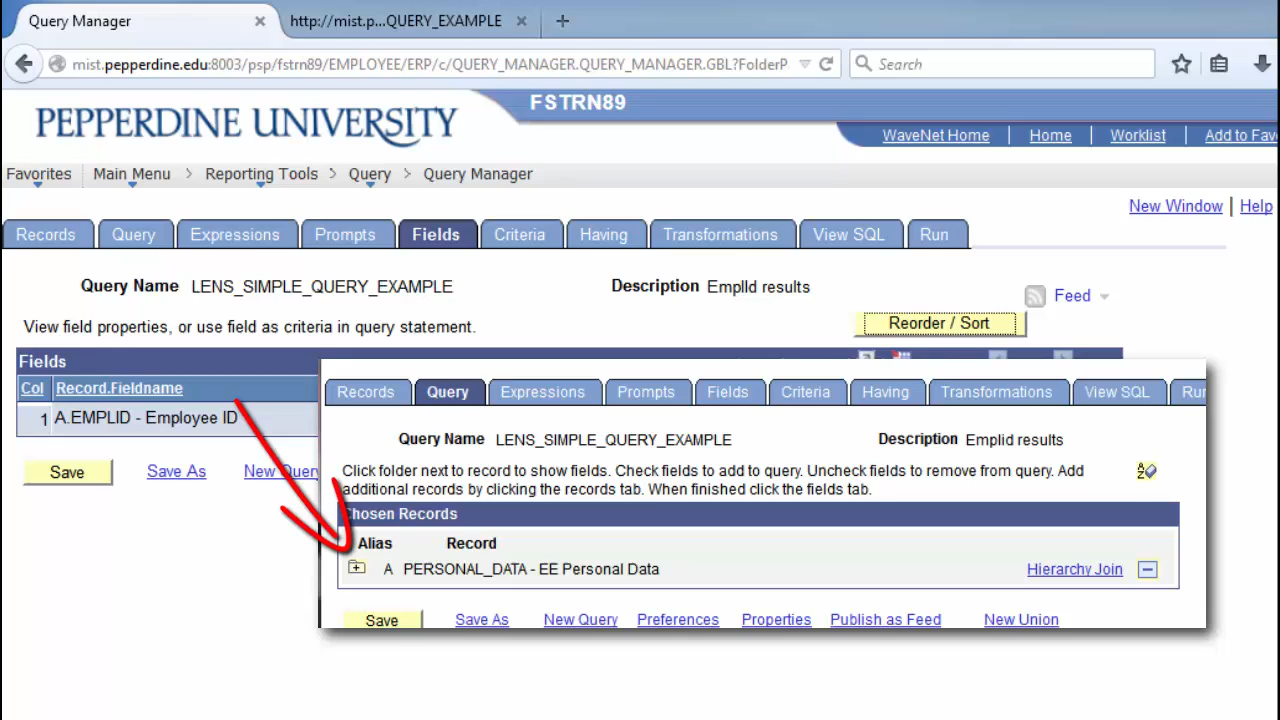 Query Manager
http://mist.p...QUERY_EXAMPLE
mist.pepperdine.edu:8003/psp/fstrn89/EMPLOYEE/ERP/c/QUERY_MANAGER.QUERY_MANAGER.GBL?FolderP
Search
PEPPERDINE UNIVERSITY
FSTRN89
WaveNet Home
Home
Worklist
Add to Fav
Favorites
Main Menu > Reporting Tools > Query > Query Manager
New Window | Help
Records Query Expressions Prompts Fields Criteria Having Transformations View SQL Run
Query Name LENS_SIMPLE_QUERY_EXAMPLE
Description Emplld results
Feed
View field properties, or use field as criteria in query statement.
Reorder / Sort
Fields
Col Record.Fieldname
1 A.EMPLID - Employee ID
Save Save As New Query
Records Query Expressions Prompts Fields Criteria Having Transformations View SQL Run
Query Name LENS_SIMPLE_QUERY_EXAMPLE
Description Emplid results
Click folder next to record to show fields. Check fields to add to query. Uncheck fields to remove from query. Add
additional records by clicking the records tab. When finished click the fields tab.
Chosen Records
Alias Record
A PERSONAL_DATA - EE Personal Data
Hierarchy Join
Save Save As New Query Preferences Properties Publish as Feed New Union